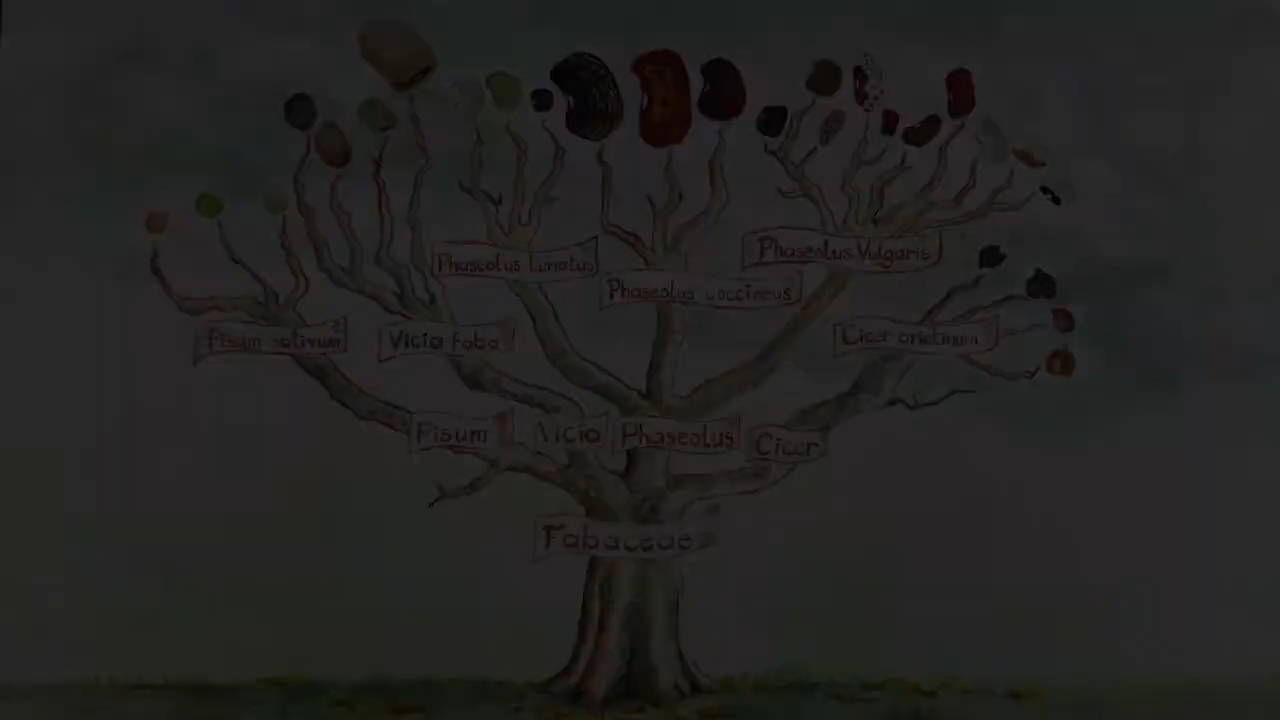 Phaseolus Lunatus
Phaseolus coccineus
Phaseolus Vulgaris
Pisum sativum
Vicia faba
Cicer arietinum
Pisum
Vicia
Phaseolus
Cicer
Fabaceae